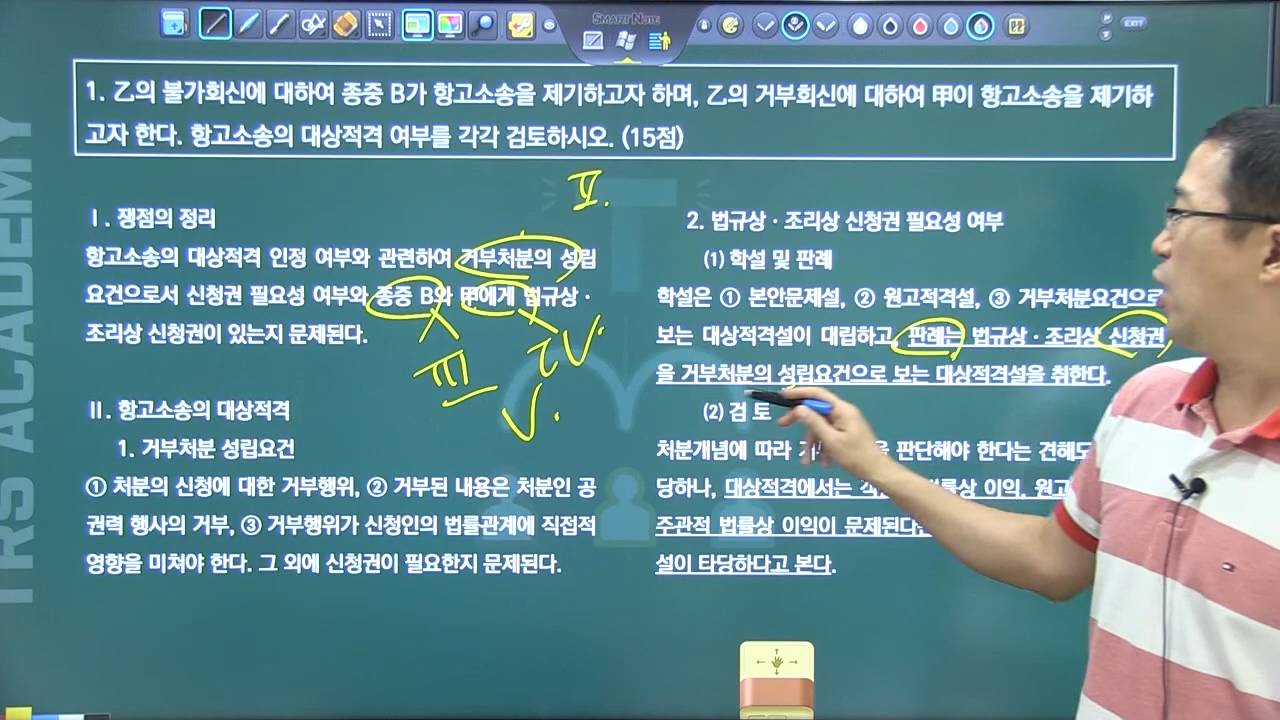 SMART NOTE
EXIT
1. 乙의 불가회신에 대하여 종중 B가 항고소송을 제기하고자 하며, 乙의 거부회신에 대하여 甲이 항고소송을 제기하
고자 한다. 항고소송의 대상적격 여부를 각각 검토하시오. (15점)
Ⅱ.
Ⅰ. 쟁점의 정리
항고소송의 대상적격 인정 여부와 관련하여 거부처분의 성립
요건으로서 신청권 필요성 여부와 종중 B와 甲에게 법규상 ·
조리상 신청권이 있는지 문제된다.
Ⅲ
Ⅱ. 항고소송의 대상적격
1. 거부처분 성립요건
① 처분의 신청에 대한 거부행위, ② 거부된 내용은 처분인 공
권력 행사의 거부, ③ 거부행위가 신청인의 법률관계에 직접적
영향을 미쳐야 한다. 그 외에 신청권이 필요한지 문제된다.
2. 법규상 · 조리상 신청권 필요성 여부
(1) 학설 및 판례
학설은 ① 본안문제설, ② 원고적격설, ③ 거부처분요건으로
보는 대상적격설이 대립하고, 판례는 법규상 · 조리상 신청권
을 거부처분의 성립요건으로 보는 대상적격설을 취한다.
(2) 검 토
처분개념에 따라 판단해야 한다는 견해도
당하나, 대상적격에서는 이익, 원고
주관적 법률상 이익이 문제된다
설이 타당하다고 본다.
TRS ACADEMY